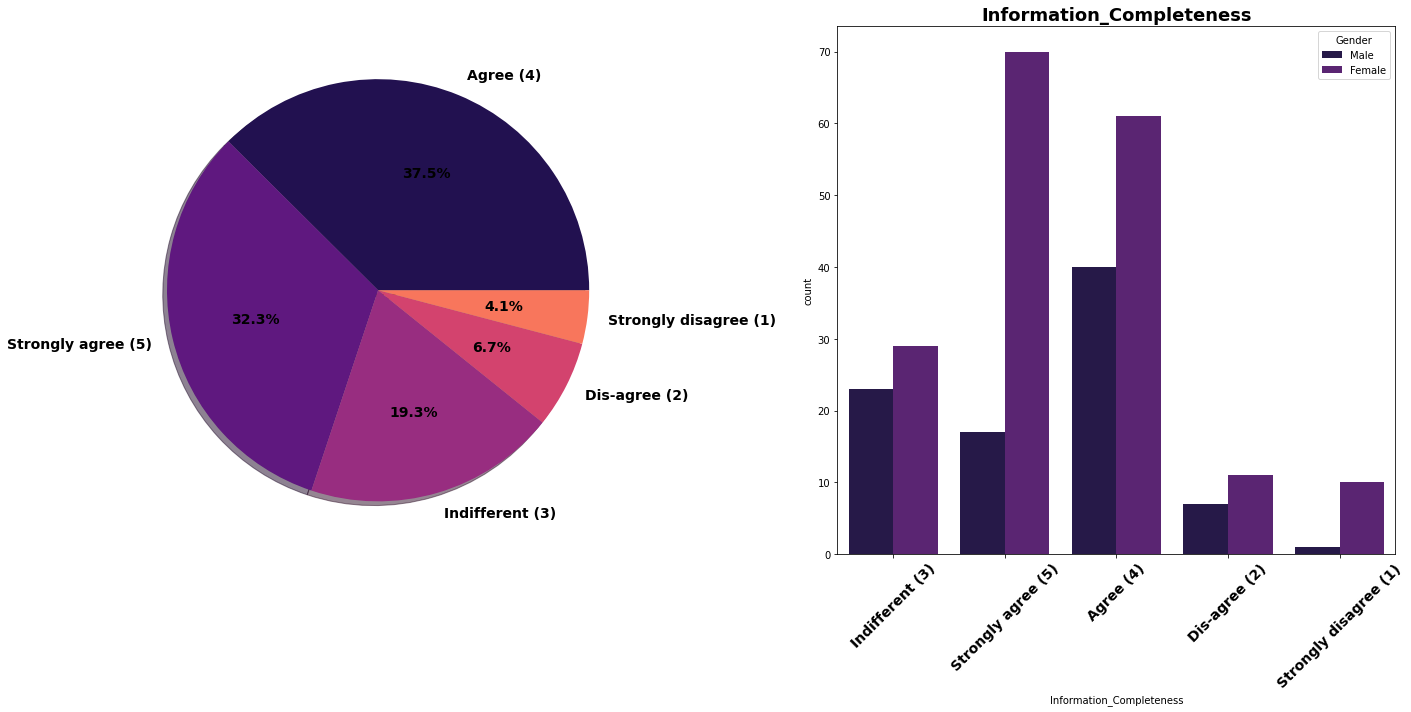 Agree (4)
37.5%
Strongly agree (5)
32.3%
19.3%
Indifferent (3)
6.7%
Dis-agree (2)
4.1%
Strongly disagree (1)
Information_Completeness
Gender
Male
Female
70
60
50
40
30
20
10
0
count
Indifferent (3)
Strongly agree (5)
Agree (4)
Dis-agree (2)
Strongly disagree (1)
Information_Completeness